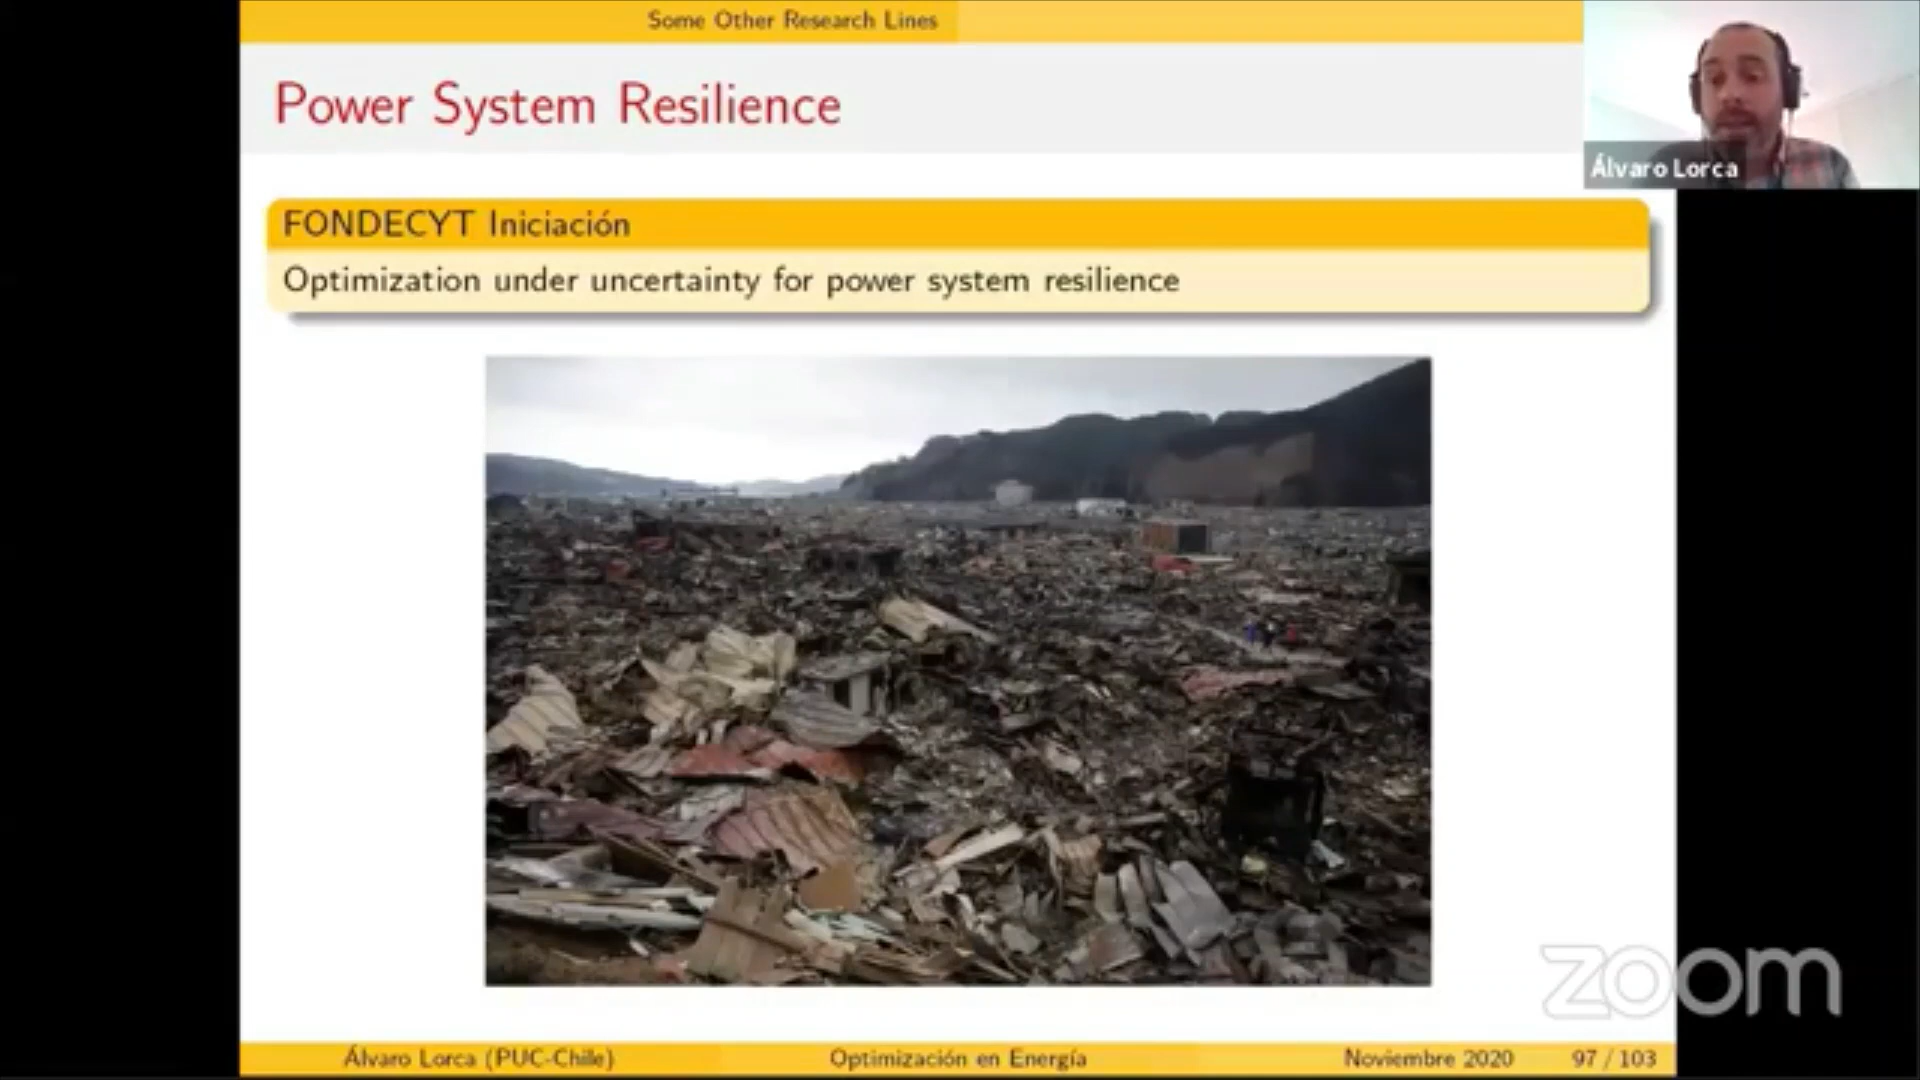 Some Other Research Lines
Power System Resilience
Álvaro Lorca
FONDECYT Iniciación
Optimization under uncertainty for power system resilience
zoom
Álvaro Lorca (PUC-Chile)
Optimización en Energía
Noviembre 2020
97 / 103